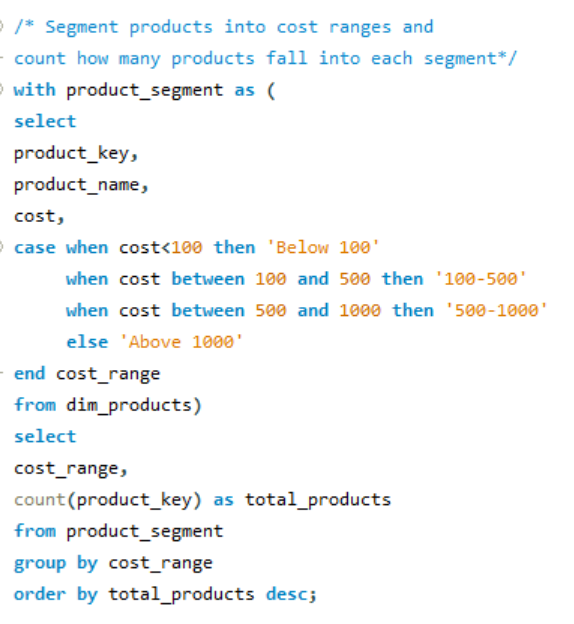 /* Segment products into cost ranges and
count how many products fall into each segment*/
with product_segment as (
select
product_key,
product_name,
cost,
case when cost<100 then 'Below 100'
     when cost between 100 and 500 then '100-500'
     when cost between 500 and 1000 then '500-1000'
     else 'Above 1000'
end cost_range
from dim_products)
select
cost_range,
count(product_key) as total_products
from product_segment
group by cost_range
order by total_products desc;